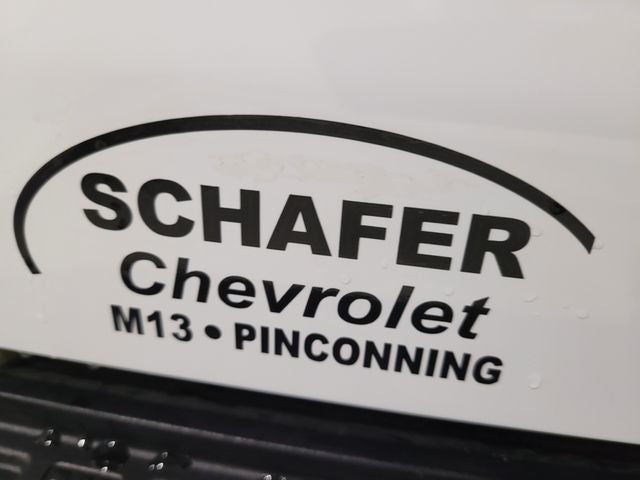 SCHAFER
Chevrolet
M13 • PINCONNING